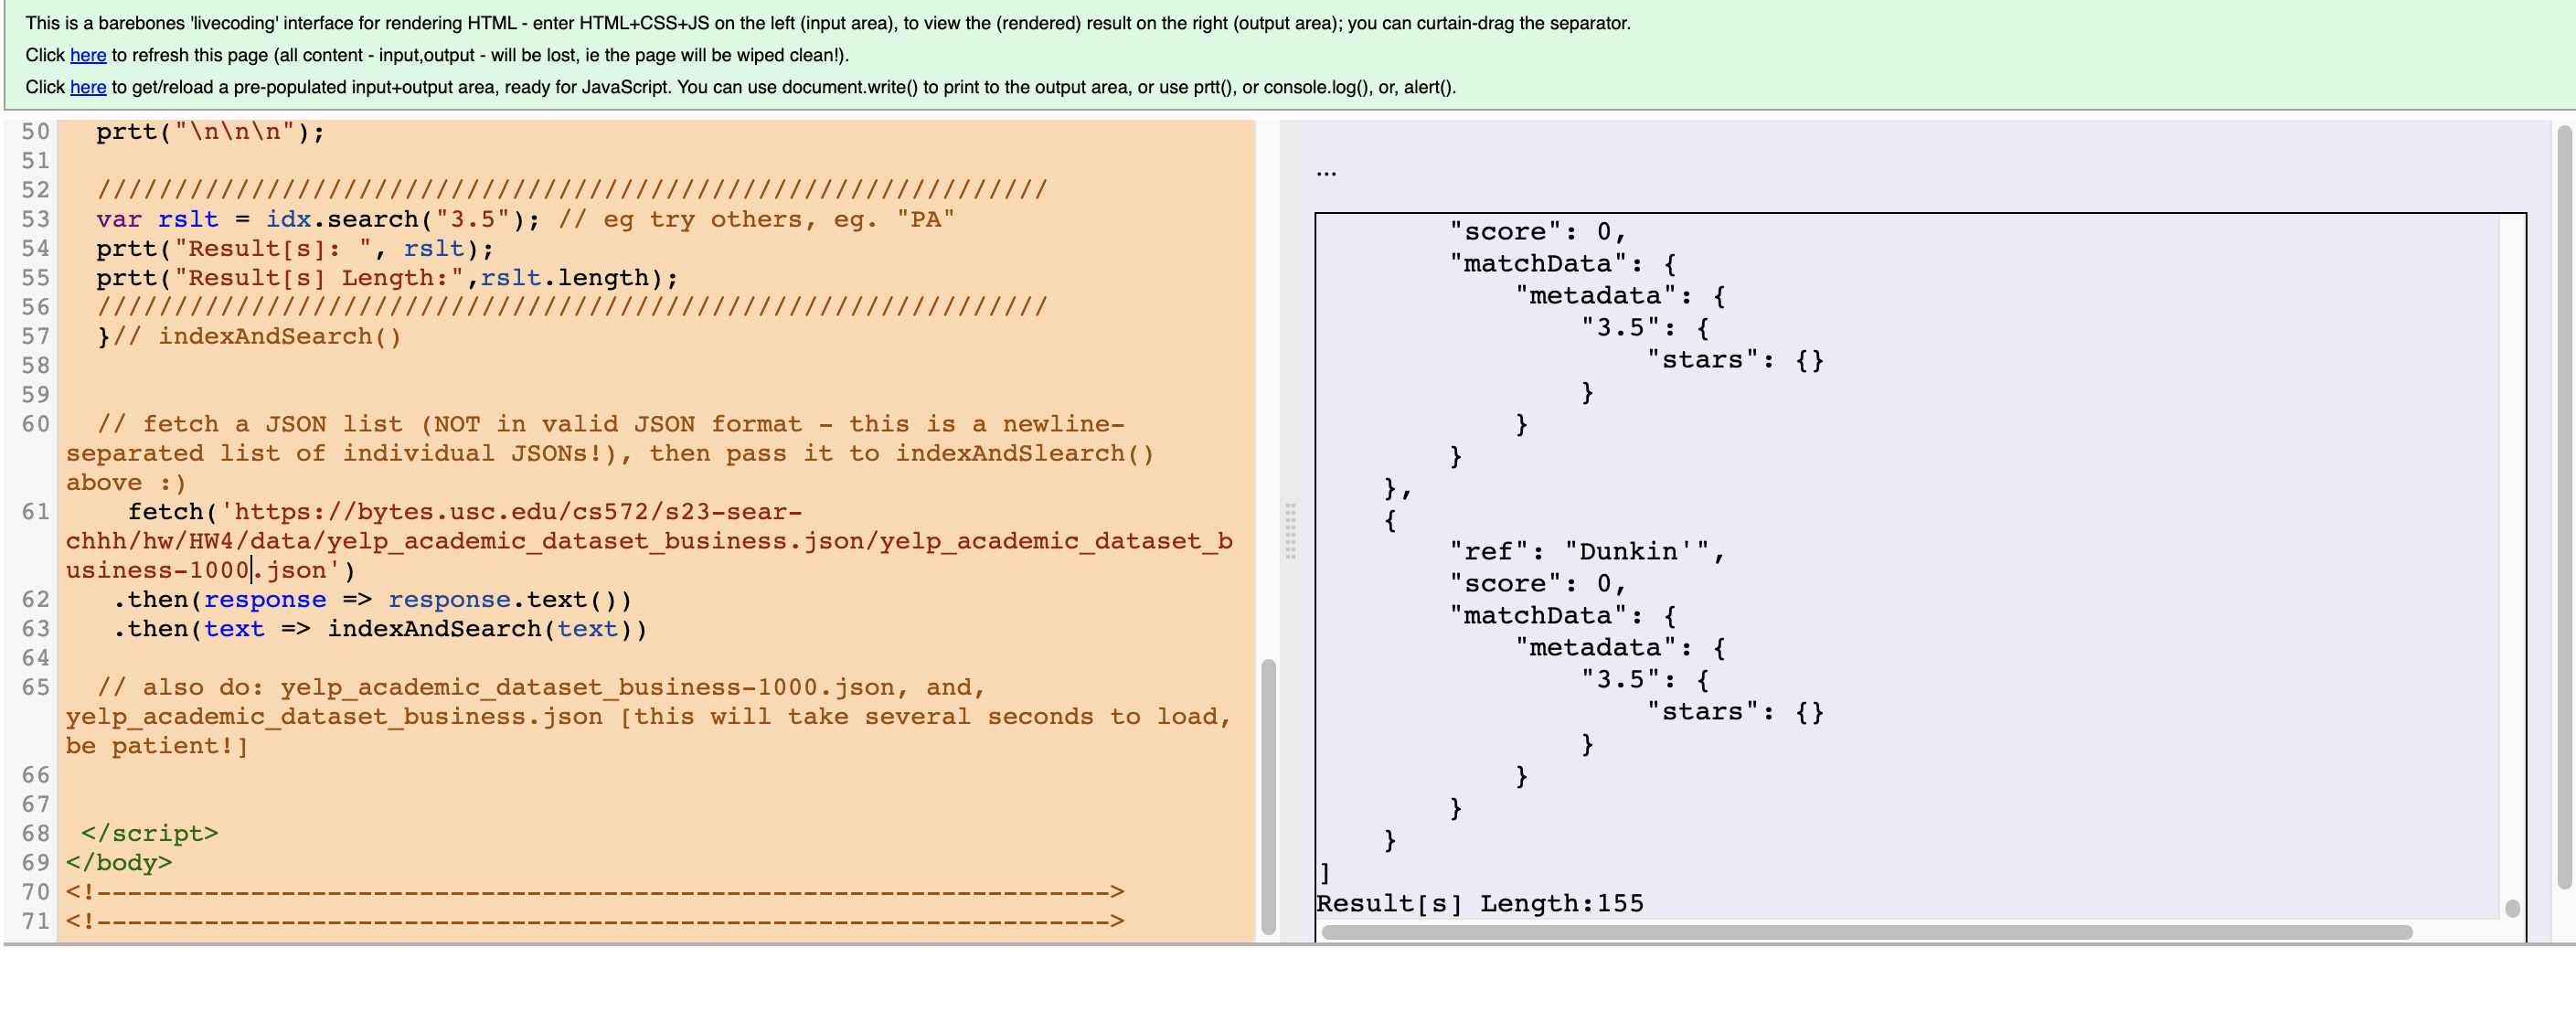 This is a barebones 'livecoding' interface for rendering HTML - enter HTML+CSS+JS on the left (input area), to view the (rendered) result on the right (output area); you can curtain-drag the separator.
Click here to refresh this page (all content - input,output - will be lost, ie the page will be wiped clean!).
Click here to get/reload a pre-populated input+output area, ready for JavaScript. You can use document.write() to print to the output area, or use prtt(), or console.log(), or, alert().
50 prtt("\n\n\n");
51
52 //////////////////////////////////////////////////////////////
53 var rslt = idx.search("3.5"); // eg try others, eg. "PA"
54 prtt("Result[s]: ", rslt);
55 prtt("Result[s] Length:",rslt.length);
56 //////////////////////////////////////////////////////////////
57 }// indexAndSearch()
58
59
60 // fetch a JSON list (NOT in valid JSON format - this is a newline-
separated list of individual JSONs!), then pass it to indexAndSlearch()
above :)
61 fetch('https://bytes.usc.edu/cs572/s23-sear-
chhh/hw/HW4/data/yelp_academic_dataset_business.json/yelp_academic_dataset_b
usiness-1000.json')
62 .then(response => response.text())
63 .then(text => indexAndSearch(text))
64
65 // also do: yelp_academic_dataset_business-1000.json, and,
yelp_academic_dataset_business.json [this will take several seconds to load,
be patient!]
66
67
68 </script>
69 </body>
70 <!------------------------------------------------------------------>
71 <!------------------------------------------------------------------>
...
"score": 0,
"matchData": {
"metadata": {
"3.5": {
"stars": {}
}
}
}
},
{
"ref": "Dunkin'",
"score": 0,
"matchData": {
"metadata": {
"3.5": {
"stars": {}
}
}
}
}
]
Result[s] Length:155